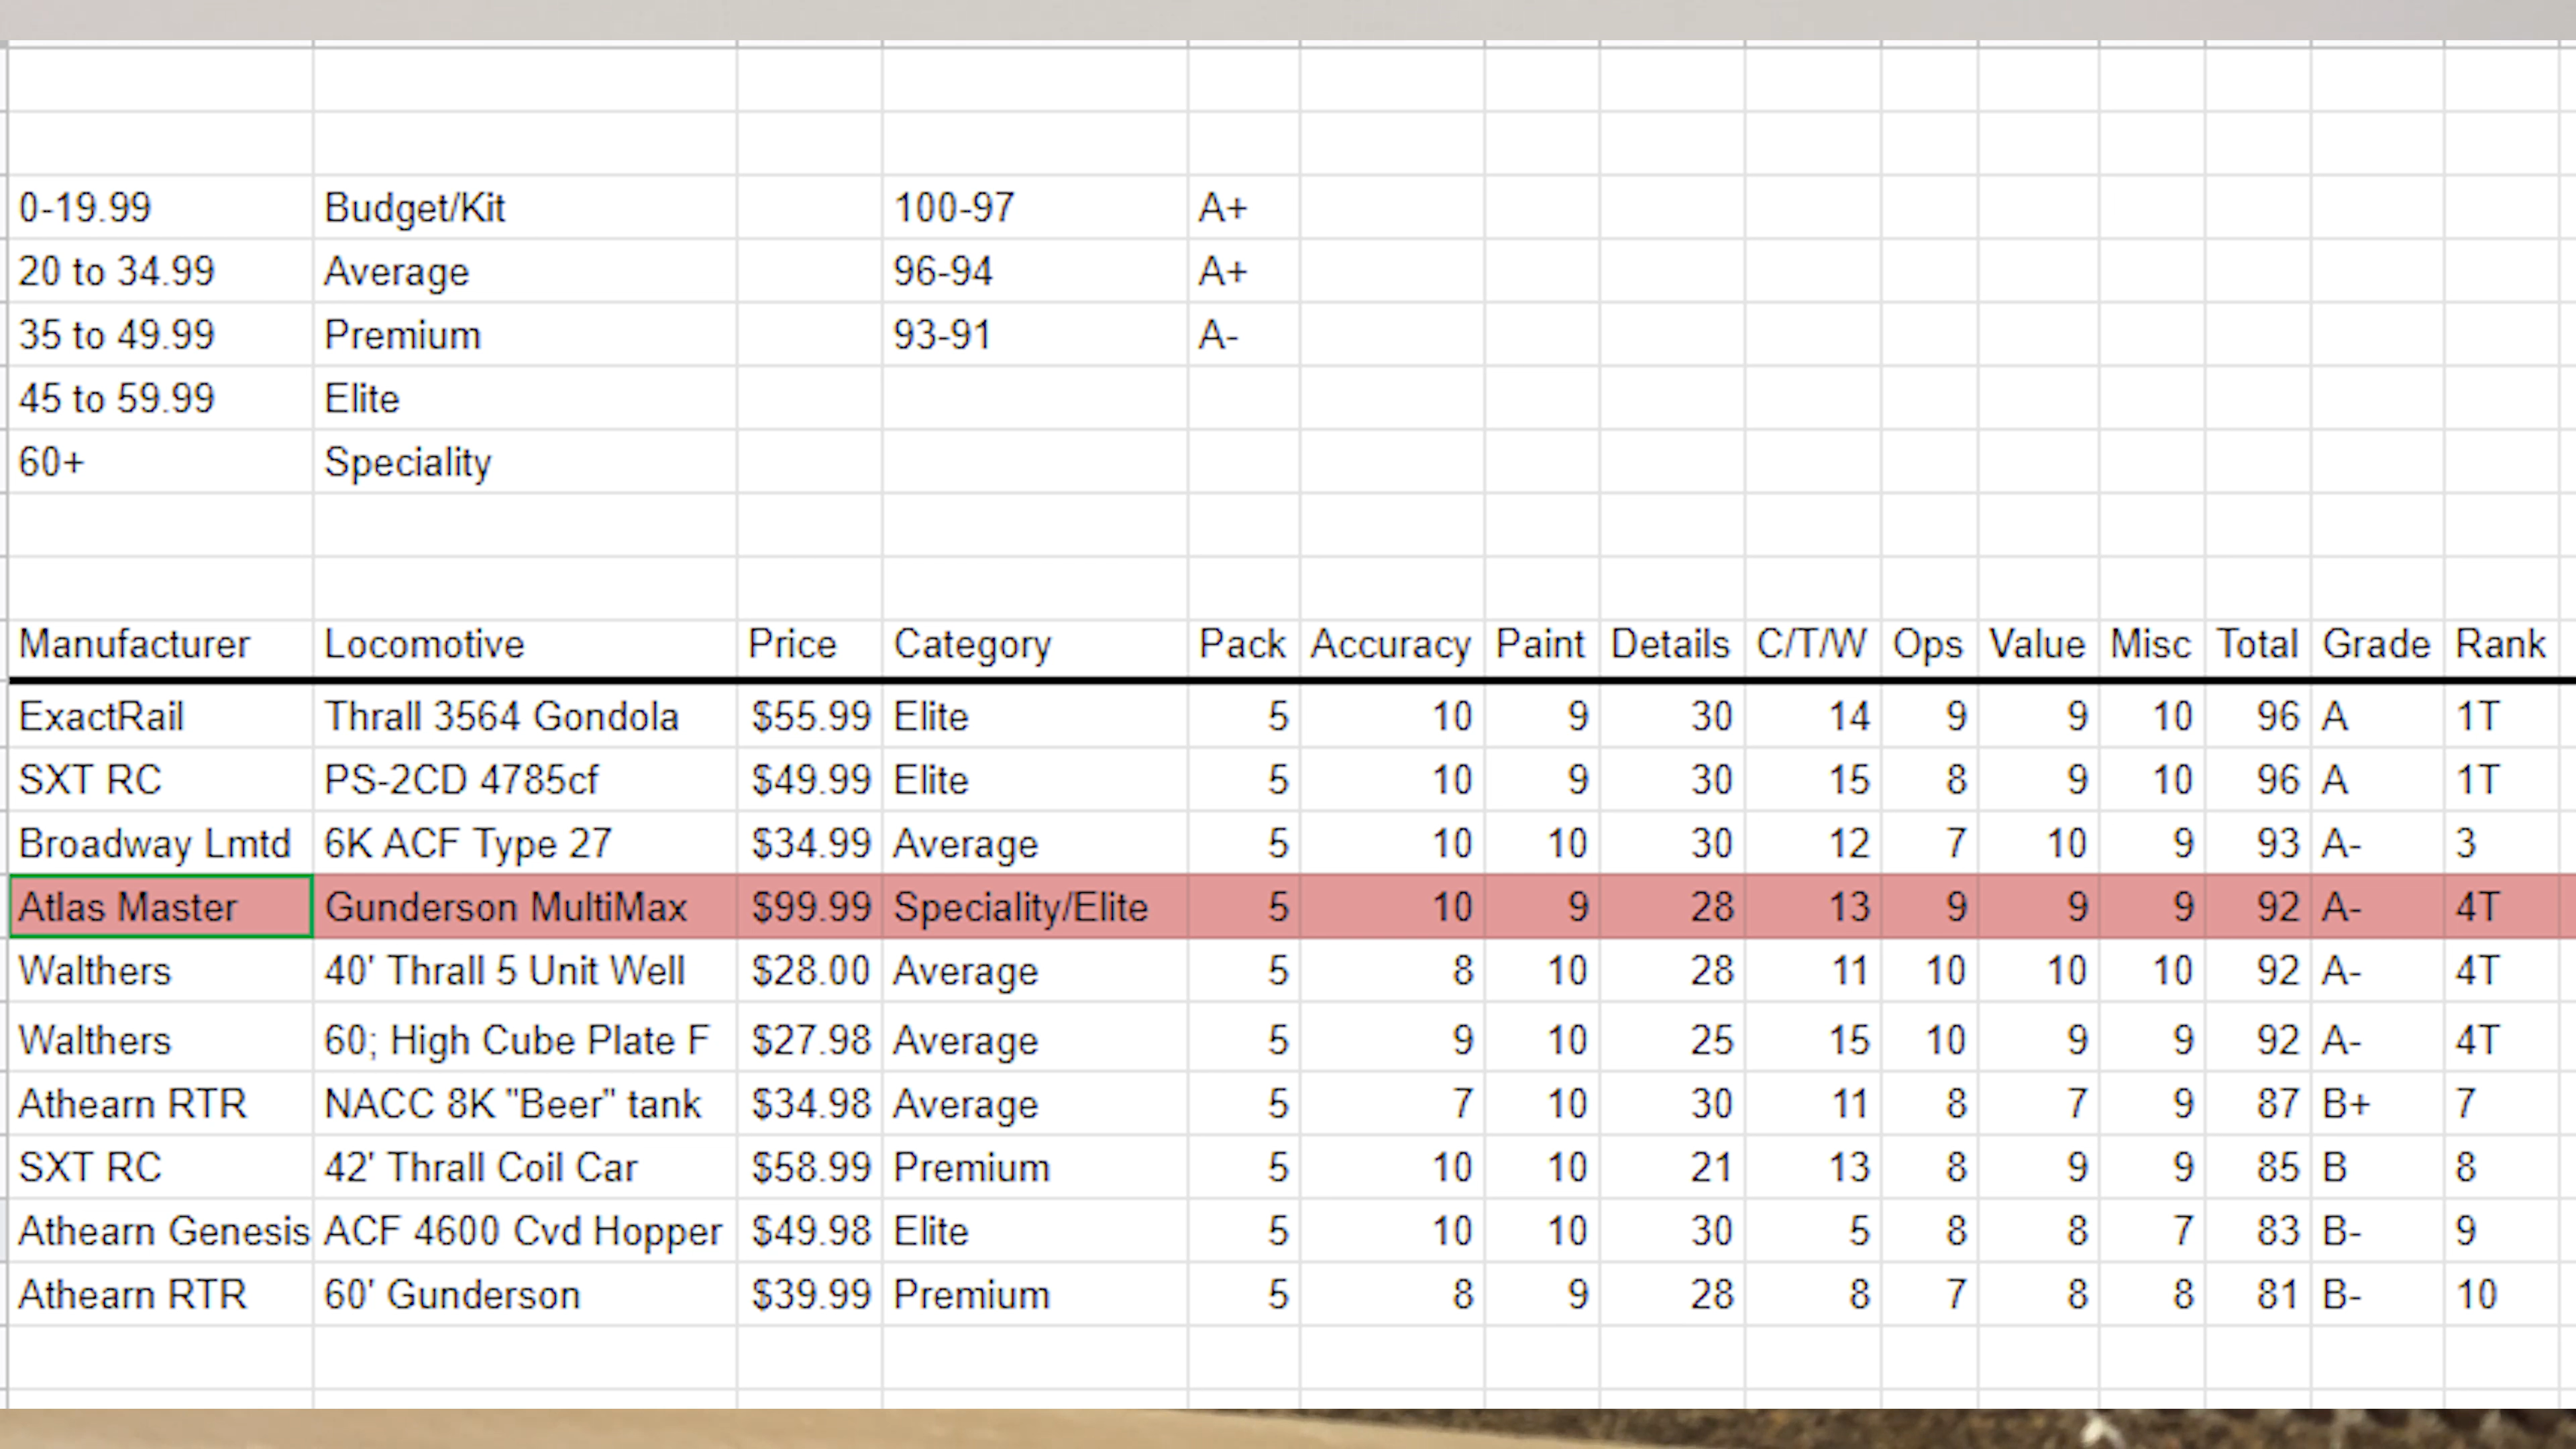 0-19.99 Budget/Kit 100-97 A+
20 to 34.99 Average 96-94 A+
35 to 49.99 Premium 93-91 A-
45 to 59.99 Elite
60+ Speciality
Manufacturer Locomotive Price Category Pack Accuracy Paint Details C/T/W Ops Value Misc Total Grade Rank
ExactRail Thrall 3564 Gondola $55.99 Elite 5 10 9 30 14 9 9 10 96 A 1T
SXT RC PS-2CD 4785cf $49.99 Elite 5 10 9 30 15 8 9 10 96 A 1T
Broadway Lmtd 6K ACF Type 27 $34.99 Average 5 10 10 30 12 7 10 9 93 A- 3
Atlas Master Gunderson MultiMax $99.99 Speciality/Elite 5 10 9 28 13 9 9 9 92 A- 4T
Walthers 40' Thrall 5 Unit Well $28.00 Average 5 8 10 28 11 10 10 10 92 A- 4T
Walthers 60; High Cube Plate F $27.98 Average 5 9 10 25 15 10 9 9 92 A- 4T
Athearn RTR NACC 8K "Beer" tank $34.98 Average 5 7 10 30 11 8 7 9 87 B+ 7
SXT RC 42' Thrall Coil Car $58.99 Premium 5 10 10 21 13 8 9 9 85 B 8
Athearn Genesis ACF 4600 Cvd Hopper $49.98 Elite 5 10 10 30 5 8 8 7 83 B- 9
Athearn RTR 60' Gunderson $39.99 Premium 5 8 9 28 8 7 8 8 81 B- 10